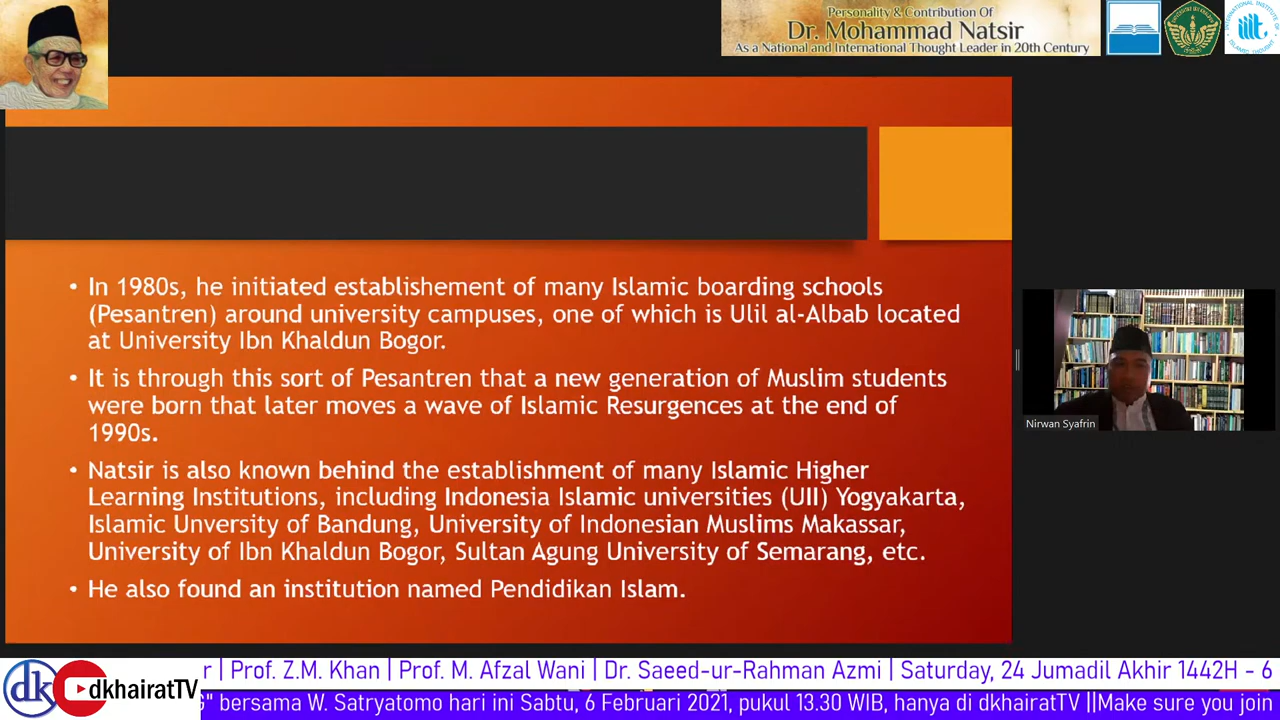 Personality & Contribution Of
Dr. Mohammad Natsir
As a National and International Thought Leader in 20th Century
• In 1980s, he initiated establisement of many Islamic boarding schools
(Pesantren) around university campuses, one of which is Ulil al-Albab located
at University Ibn Khaldun Bogor.
• It is through this sort of Pesantren that a new generation of Muslim students
were born that later moves a wave of Islamic Resurgences at the end of
1990s.
• Natsir is also known behind the establishment of many Islamic Higher
Learning Institutions, including Indonesia Islamic universities (UII) Yogyakarta,
Islamic Unversity of Bandung, University of Indonesian Muslims Makassar,
University of Ibn Khaldun Bogor, Sultan Agung University of Semarang, etc.
• He also found an institution named Pendidikan Islam.
Nirwan Syafrin
r | Prof. Z.M. Khan | Prof. M. Afzal Wani | Dr. Saeed-ur-Rahman Azmi | Saturday, 24 Jumadil Akhir 1442H - 6
dk dkhairatTV
" bersama W. Satryatomo hari ini Sabtu, 6 Februari 2021, pukul 13.30 WIB, hanya di dkhairatTV ||Make sure you join